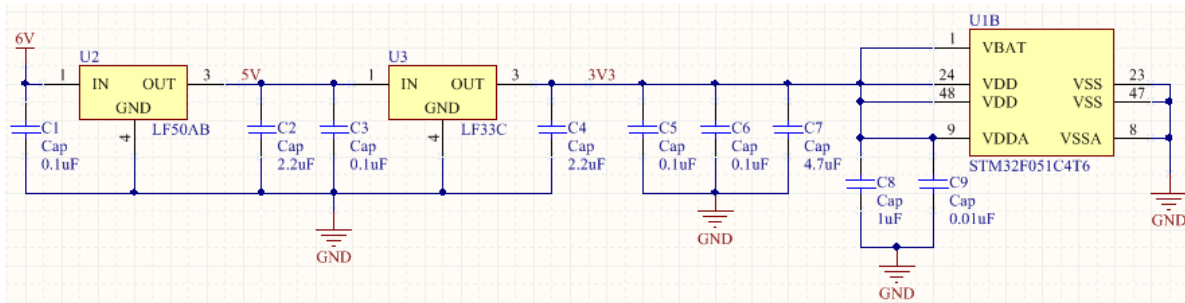 6V
U2
1
IN
OUT
3
GND
4
LF50AB
C1
Cap
0.1uF
5V
C2
Cap
2.2uF
C3
Cap
0.1uF
GND
U3
1
IN
OUT
3
GND
4
LF33C
C4
Cap
2.2uF
3V3
C5
Cap
0.1uF
C6
Cap
0.1uF
C7
Cap
4.7uF
GND
U1B
1
VBAT
24
VDD
VSS
23
48
VDD
VSS
47
9
VDDA
VSSA
8
STM32F051C4T6
C8
Cap
1uF
C9
Cap
0.01uF
GND
GND